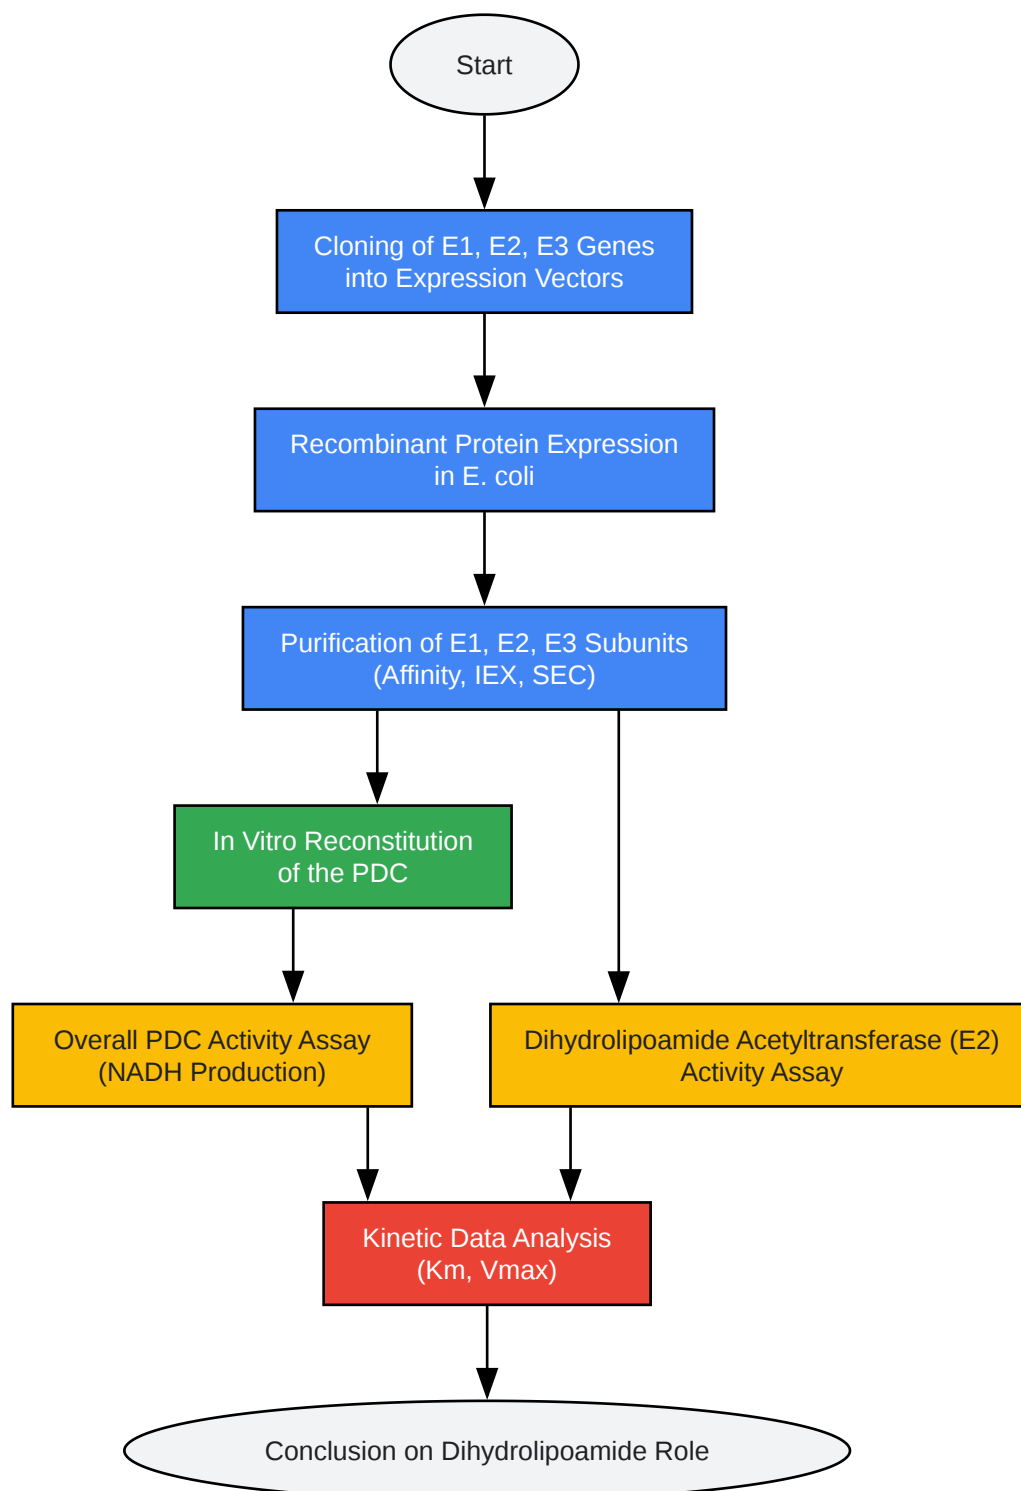 Start
Cloning of E1, E2, E3 Genes
into Expression Vectors
Recombinant Protein Expression
in E. coli
Purification of E1, E2, E3 Subunits
(Affinity, IEX, SEC)
In Vitro Reconstitution
of the PDC
Overall PDC Activity Assay
(NADH Production)
Dihydrolipoamide Acetyltransferase (E2)
Activity Assay
Kinetic Data Analysis
(Km, Vmax)
Conclusion on Dihydrolipoamide Role